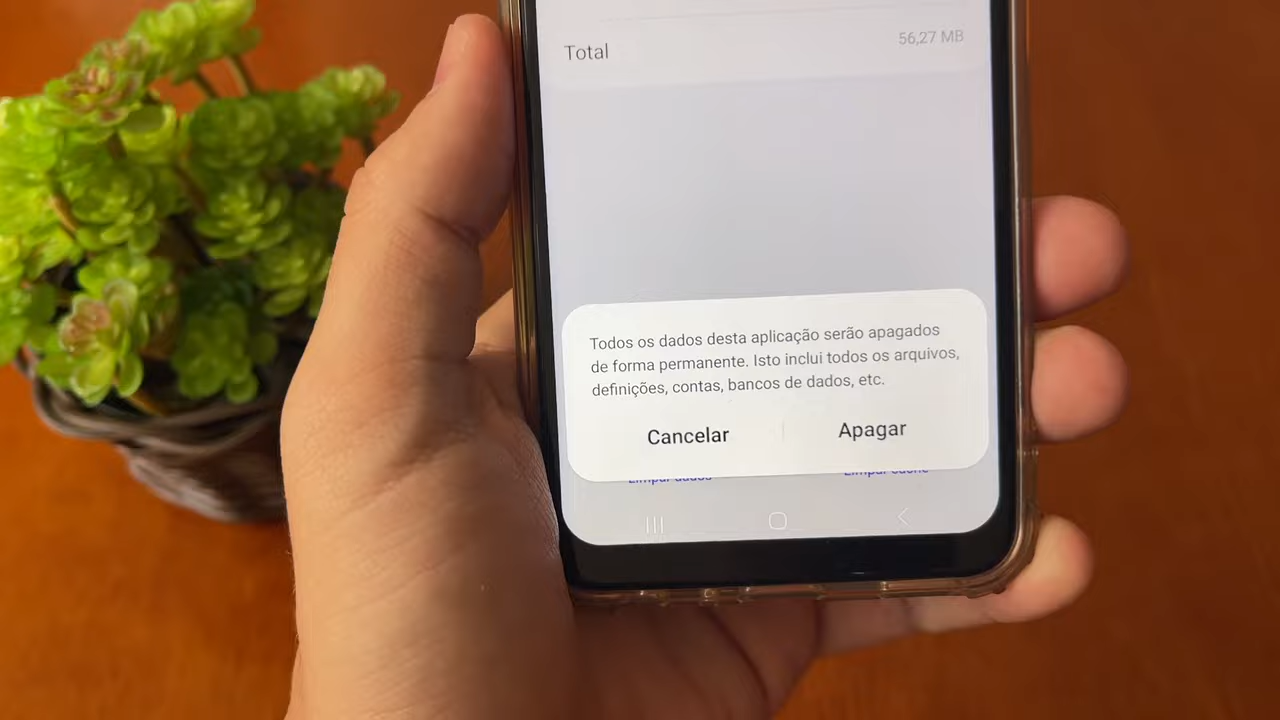 Total
56,27 MB
Todos os dados desta aplicação serão apagados
de forma permanente. Isto inclui todos os arquivos,
definições, contas, bancos de dados, etc.
Cancelar
Apagar
Limpar dados
Limpar cache